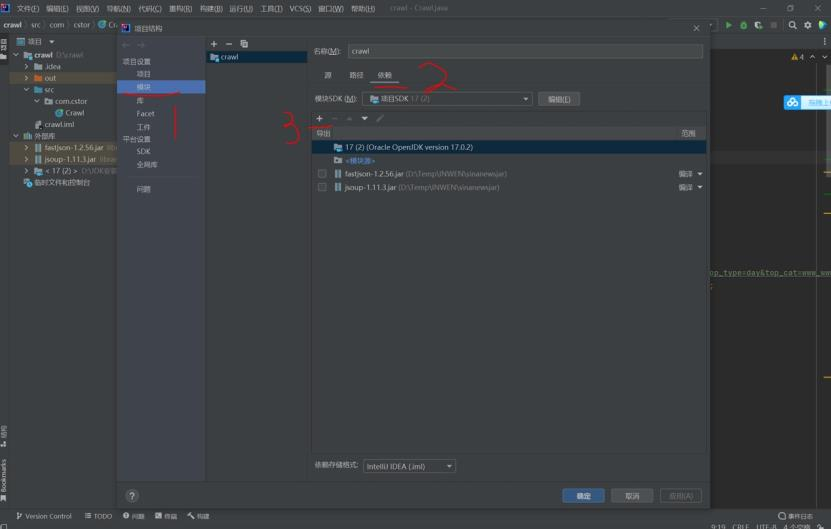 文件(F) 编辑(E) 视图(V) 导航(N) 代码(C) 重构(R) 构建(B) 运行(U) 工具(T) VCS(S) 窗口(W) 帮助(H) crawl - Crawl.java
crawl src com cstor
项目结构
项目
crawl D:\crawl
.idea
out
src
com.cstor
Crawl
crawl.iml
外部库
fastjson-1.2.56.jar
jsoup-1.11.3.jar
< 17 (2) >
临时文件和控制台
项目设置
项目
模块
库
Facet
工件
平台设置
SDK
全局库
问题
1
crawl
名称(M): crawl
源 路径 依赖
2
模块SDK (M): 项目SDK 17 (2) 编辑(E)
3
导出 范围
17 (2) (Oracle OpenJDK version 17.0.2)
<模块源>
fastjson-1.2.56.jar (D:\Temp\INWEN\sinanewsjar) 编译
jsoup-1.11.3.jar (D:\Temp\INWEN\sinanewsjar) 编译
依赖存储格式: IntelliJ IDEA (.iml)
? 确定 取消 应用(A)
4
op_type=day&top_cat=www_ww
;
结构
Bookmarks
Version Control TODO 问题 终端 构建 事件日志
9:19 CRLF UTF-8 4 个空格